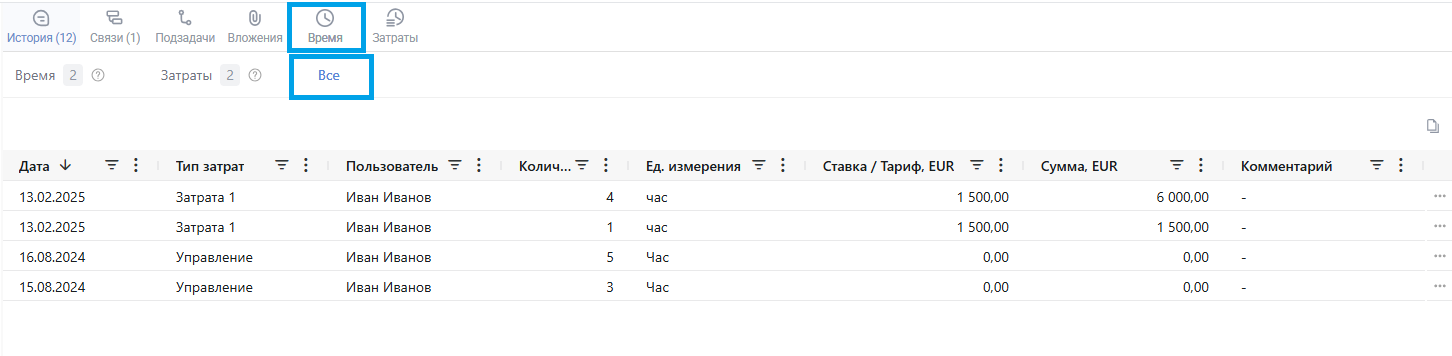 История (12) Связи (1) Подзадачи Вложения Время Затраты
Время 2 ? Затраты 2 ? Все
Дата Тип затрат Пользователь Колич... Ед. измерения Ставка / Тариф, EUR Сумма, EUR Комментарий
13.02.2025 Затрата 1 Иван Иванов 4 час 1 500,00 6 000,00 -
13.02.2025 Затрата 1 Иван Иванов 1 час 1 500,00 1 500,00 -
16.08.2024 Управление Иван Иванов 5 Час 0,00 0,00 -
15.08.2024 Управление Иван Иванов 3 Час 0,00 0,00 -